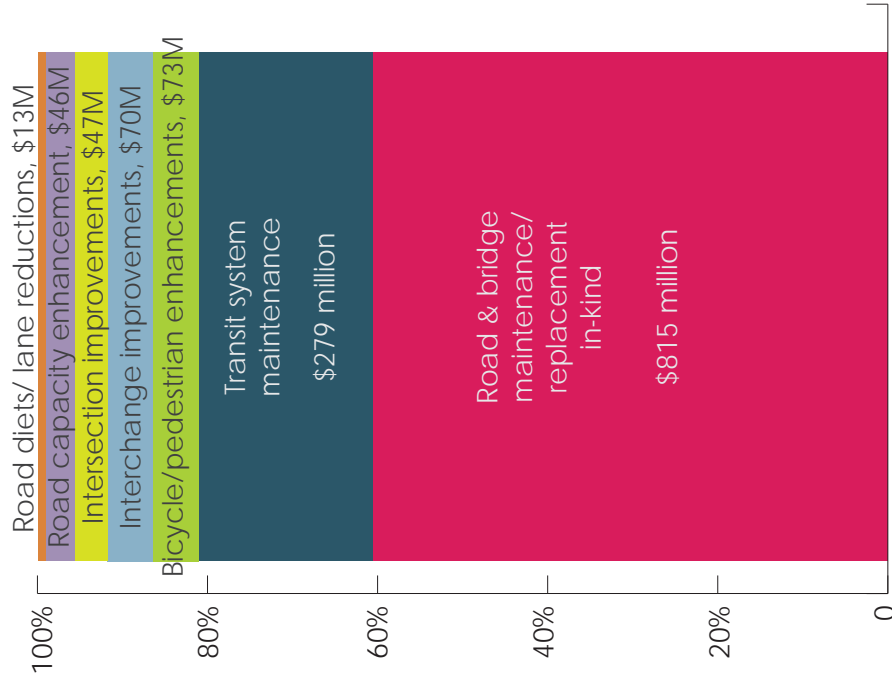 Road diets/ lane reductions, $13M
Road capacity enhancement, $46M
Intersection improvements, $47M
Interchange improvements, $70M
Bicycle/pedestrian enhancements, $73M
Transit system
maintenance
$279 million
Road & bridge
maintenance/
replacement
in-kind
$815 million
100%
80%
60%
40%
20%
0